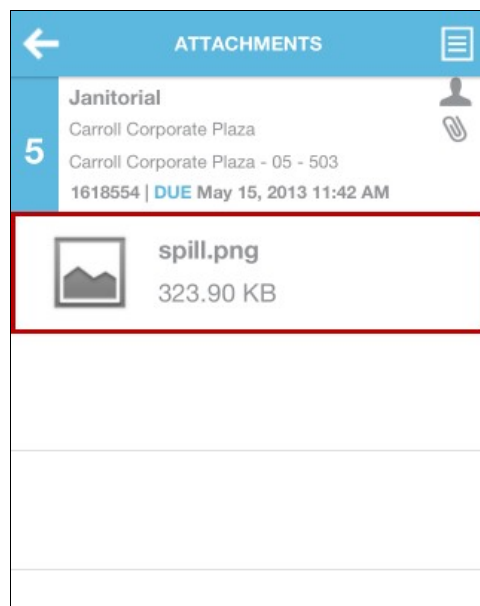 ATTACHMENTS
Janitorial
Carroll Corporate Plaza
5
Carroll Corporate Plaza - 05 - 503
1618554 | DUE May 15, 2013 11:42 AM
spill.png
323.90 KB